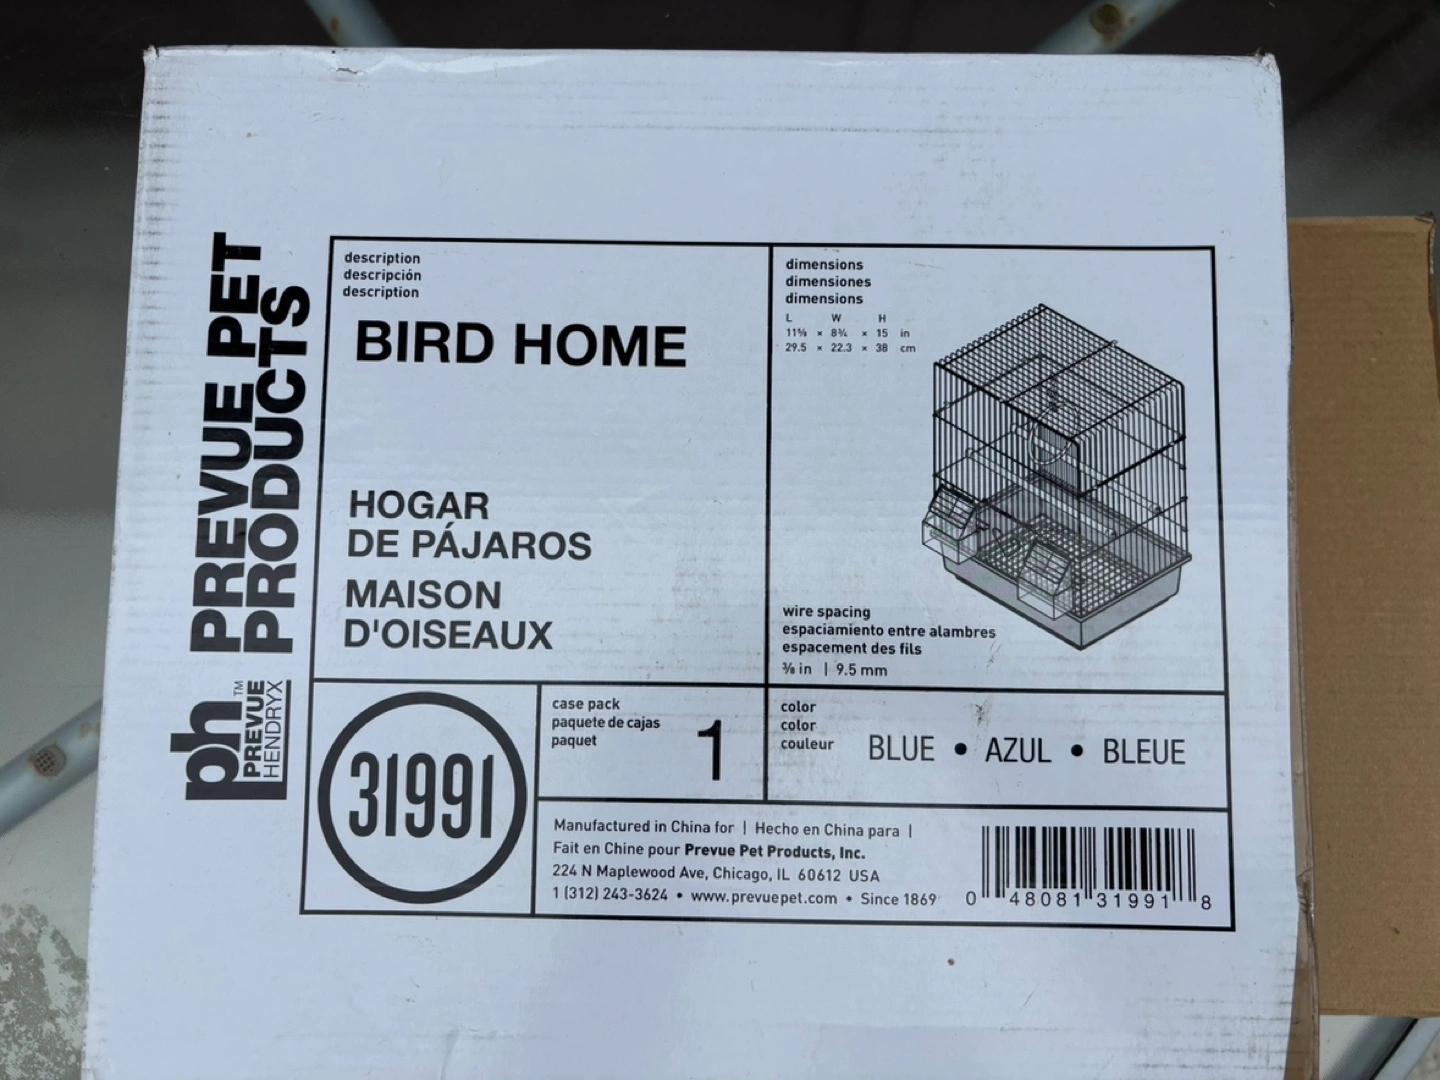 PREVUE PET
PRODUCTS
ph™
PREVUE
HENDRYX
description
descripción
description
BIRD HOME
HOGAR
DE PÁJAROS
MAISON
D'OISEAUX
dimensions
dimensiones
dimensions
L W H
11⅝ × 8¾ × 15 in
29.5 × 22.3 × 38 cm
wire spacing
espaciamiento entre alambres
espacement des fils
⅜ in | 9.5 mm
31991
case pack
paquete de cajas
paquet
1
color
color
couleur
BLUE • AZUL • BLEUE
Manufactured in China for | Hecho en China para |
Fait en Chine pour Prevue Pet Products, Inc.
224 N Maplewood Ave, Chicago, IL 60612 USA
1 (312) 243-3624 • www.prevuepet.com • Since 1869
0 48081 31991 8